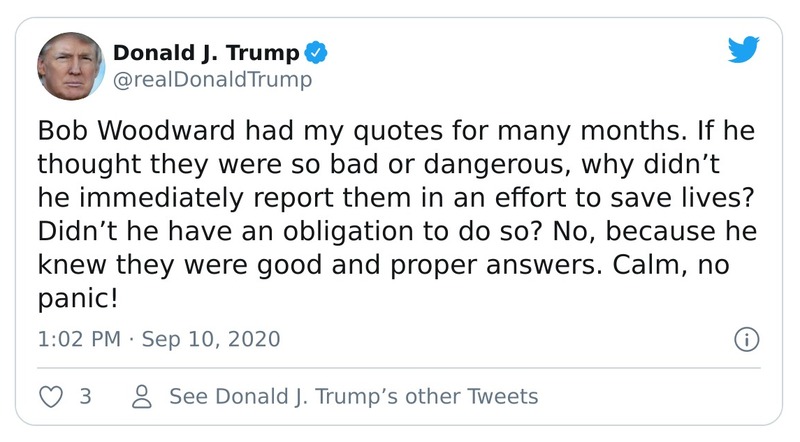 Donald J. Trump
@realDonaldTrump
Bob Woodward had my quotes for many months. If he
thought they were so bad or dangerous, why didn’t
he immediately report them in an effort to save lives?
Didn’t he have an obligation to do so? No, because he
knew they were good and proper answers. Calm, no
panic!
1:02 PM · Sep 10, 2020
3 See Donald J. Trump’s other Tweets